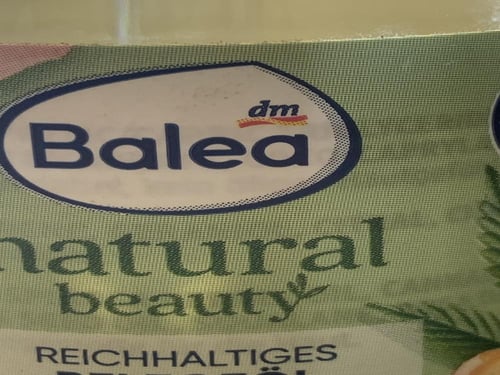 dm
Balea
natural
beauty
REICHHALTIGES